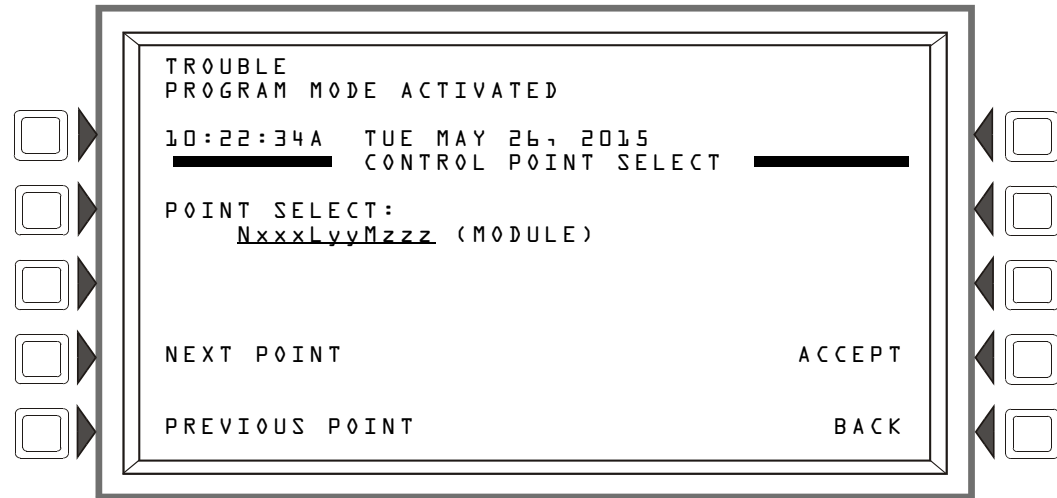 TROUBLE
PROGRAM MODE ACTIVATED
10:22:34A TUE MAY 26, 2015
CONTROL POINT SELECT
POINT SELECT:
NxxxLyyMzzz (MODULE)
NEXT POINT ACCEPT
PREVIOUS POINT BACK